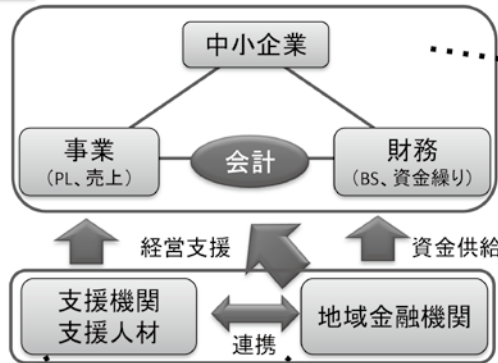 中小企業
事業
(PL、売上)
会計
財務
(BS、資金繰り)
経営支援
資金供給
支援機関
支援人材
連携
地域金融機関